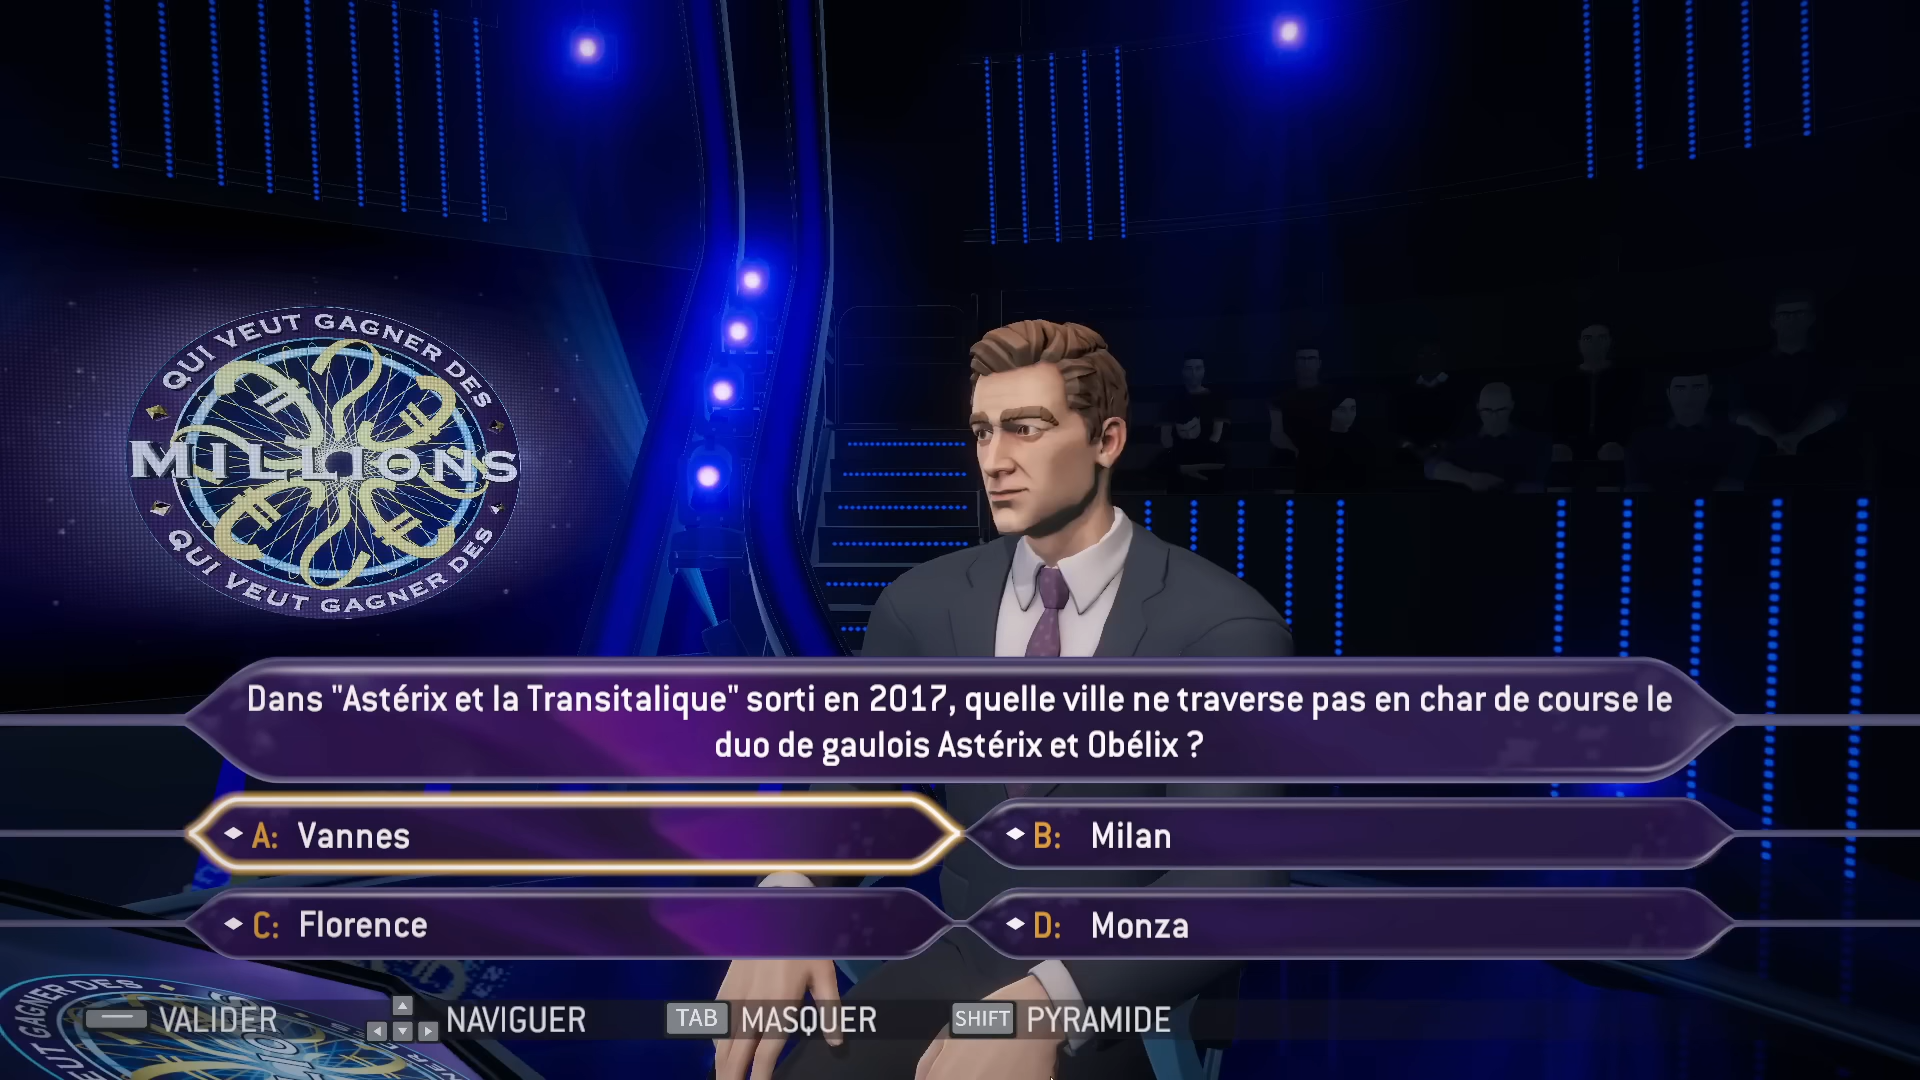 QUI VEUT GAGNER DES
MILLIONS
QUI VEUT GAGNER DES
Dans "Astérix et la Transitalique" sorti en 2017, quelle ville ne traverse pas en char de course le
duo de gaulois Astérix et Obélix ?
A: Vannes
B: Milan
C: Florence
D: Monza
VALIDER
NAVIGUER
TAB MASQUER
SHIFT PYRAMIDE
GAGNER DES